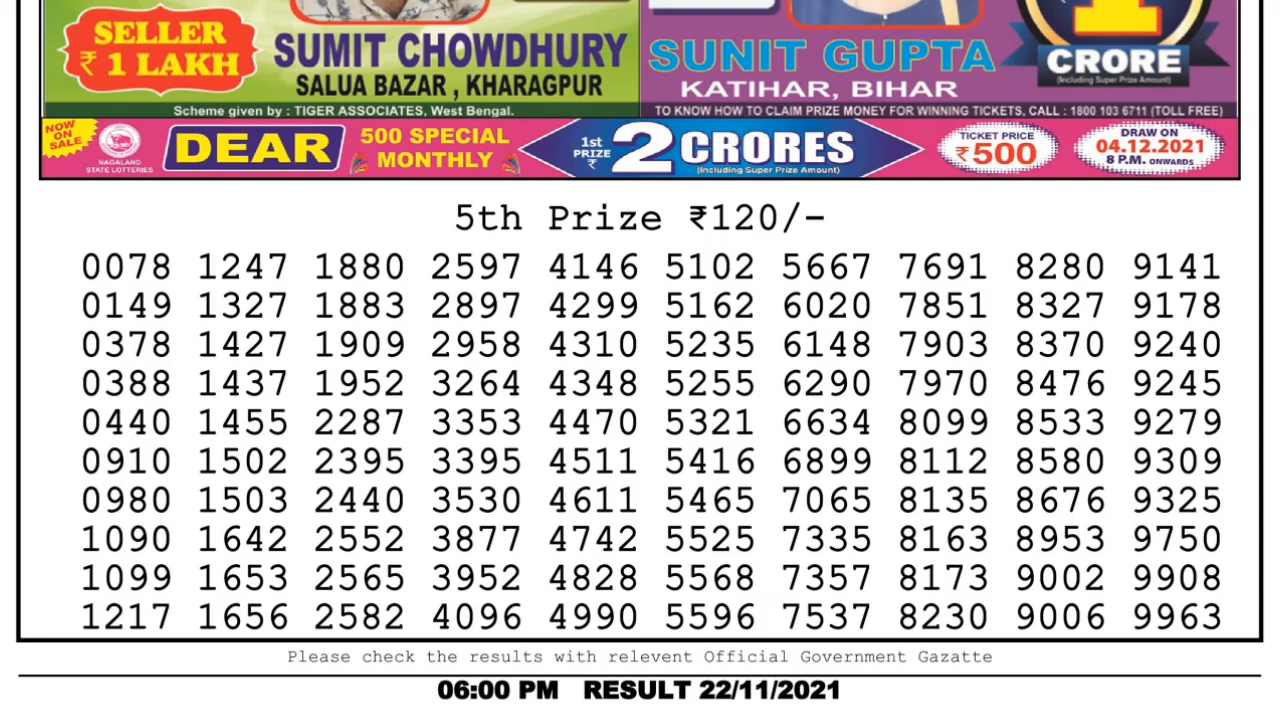 SELLER
₹ 1 LAKH
SUMIT CHOWDHURY
SALUA BAZAR , KHARAGPUR
SUNIT GUPTA
KATIHAR, BIHAR
1
CRORE
(Including Super Prize Amount)
Scheme given by : TIGER ASSOCIATES, West Bengal.
TO KNOW HOW TO CLAIM PRIZE MONEY FOR WINNING TICKETS, CALL : 1800 103 6711 (TOLL FREE)
NOW ON SALE
NAGALAND
STATE LOTTERIES
DEAR
500 SPECIAL
MONTHLY
1st
PRIZE
₹
2 CRORES
(Including Super Prize Amount)
TICKET PRICE
₹500
DRAW ON
04.12.2021
8 P.M. ONWARDS
5th Prize ₹120/-
0078 1247 1880 2597 4146 5102 5667 7691 8280 9141
0149 1327 1883 2897 4299 5162 6020 7851 8327 9178
0378 1427 1909 2958 4310 5235 6148 7903 8370 9240
0388 1437 1952 3264 4348 5255 6290 7970 8476 9245
0440 1455 2287 3353 4470 5321 6634 8099 8533 9279
0910 1502 2395 3395 4511 5416 6899 8112 8580 9309
0980 1503 2440 3530 4611 5465 7065 8135 8676 9325
1090 1642 2552 3877 4742 5525 7335 8163 8953 9750
1099 1653 2565 3952 4828 5568 7357 8173 9002 9908
1217 1656 2582 4096 4990 5596 7537 8230 9006 9963
Please check the results with relevent Official Government Gazatte
06:00 PM RESULT 22/11/2021